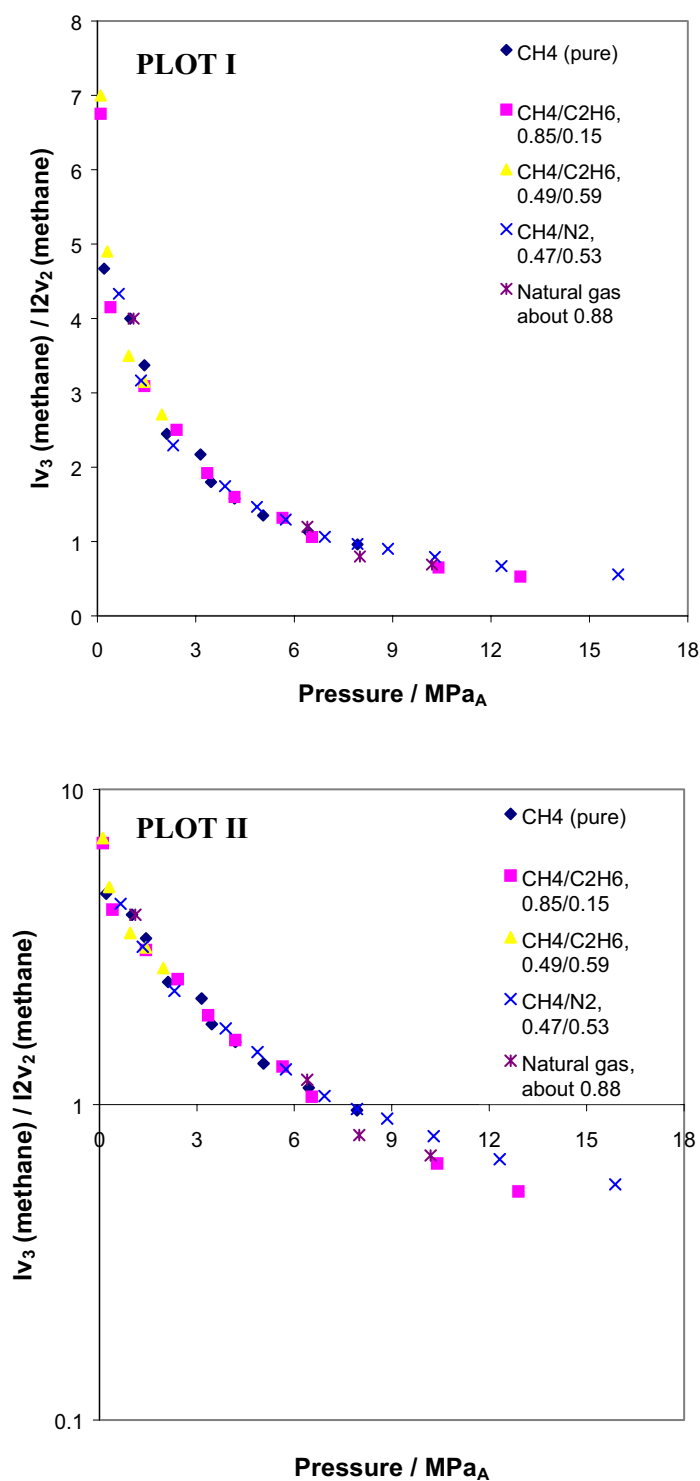 8
PLOT I
CH4 (pure)
7
CH4/C2H6,
0.85/0.15
6
CH4/C2H6,
0.49/0.59
5
CH4/N2,
0.47/0.53
4
Natural gas
about 0.88
3
2
1
0
Iv₃ (methane) / I2v₂ (methane)
0 3 6 9 12 15 18
Pressure / MPa_A
10
PLOT II
CH4 (pure)
CH4/C2H6,
0.85/0.15
CH4/C2H6,
0.49/0.59
CH4/N2,
0.47/0.53
Natural gas,
about 0.88
1
0 3 6 9 12 15 18
Iv₃ (methane) / I2v₂ (methane)
0.1
Pressure / MPa_A